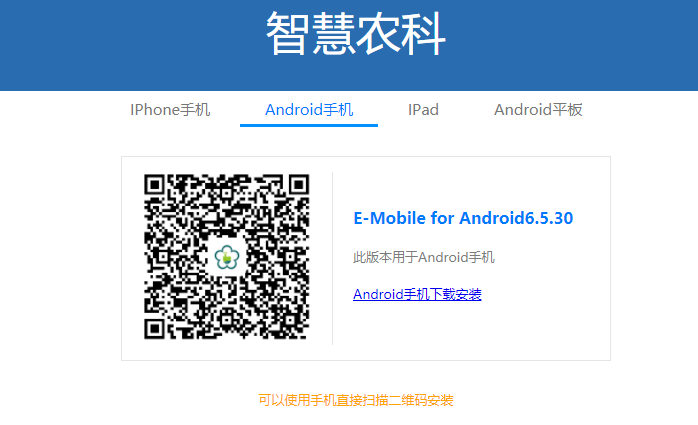 智慧农科
IPhone手机
Android手机
IPad
Android平板
E-Mobile for Android6.5.30
此版本用于Android手机
Android手机下载安装
可以使用手机直接扫描二维码安装